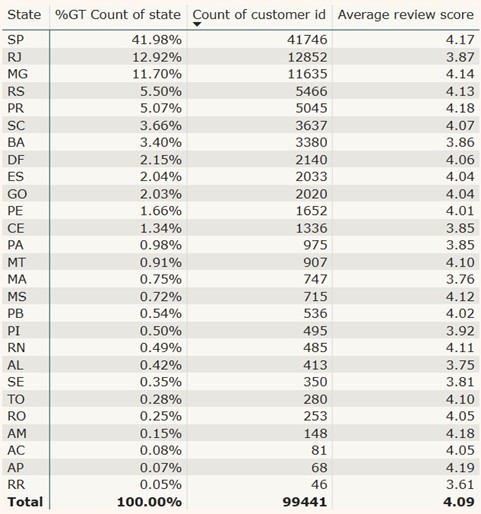 State %GT Count of state Count of customer id Average review score
SP 41.98% 41746 4.17
RJ 12.92% 12852 3.87
MG 11.70% 11635 4.14
RS 5.50% 5466 4.13
PR 5.07% 5045 4.18
SC 3.66% 3637 4.07
BA 3.40% 3380 3.86
DF 2.15% 2140 4.06
ES 2.04% 2033 4.04
GO 2.03% 2020 4.04
PE 1.66% 1652 4.01
CE 1.34% 1336 3.85
PA 0.98% 975 3.85
MT 0.91% 907 4.10
MA 0.75% 747 3.76
MS 0.72% 715 4.12
PB 0.54% 536 4.02
PI 0.50% 495 3.92
RN 0.49% 485 4.11
AL 0.42% 413 3.75
SE 0.35% 350 3.81
TO 0.28% 280 4.10
RO 0.25% 253 4.05
AM 0.15% 148 4.18
AC 0.08% 81 4.05
AP 0.07% 68 4.19
RR 0.05% 46 3.61
Total 100.00% 99441 4.09